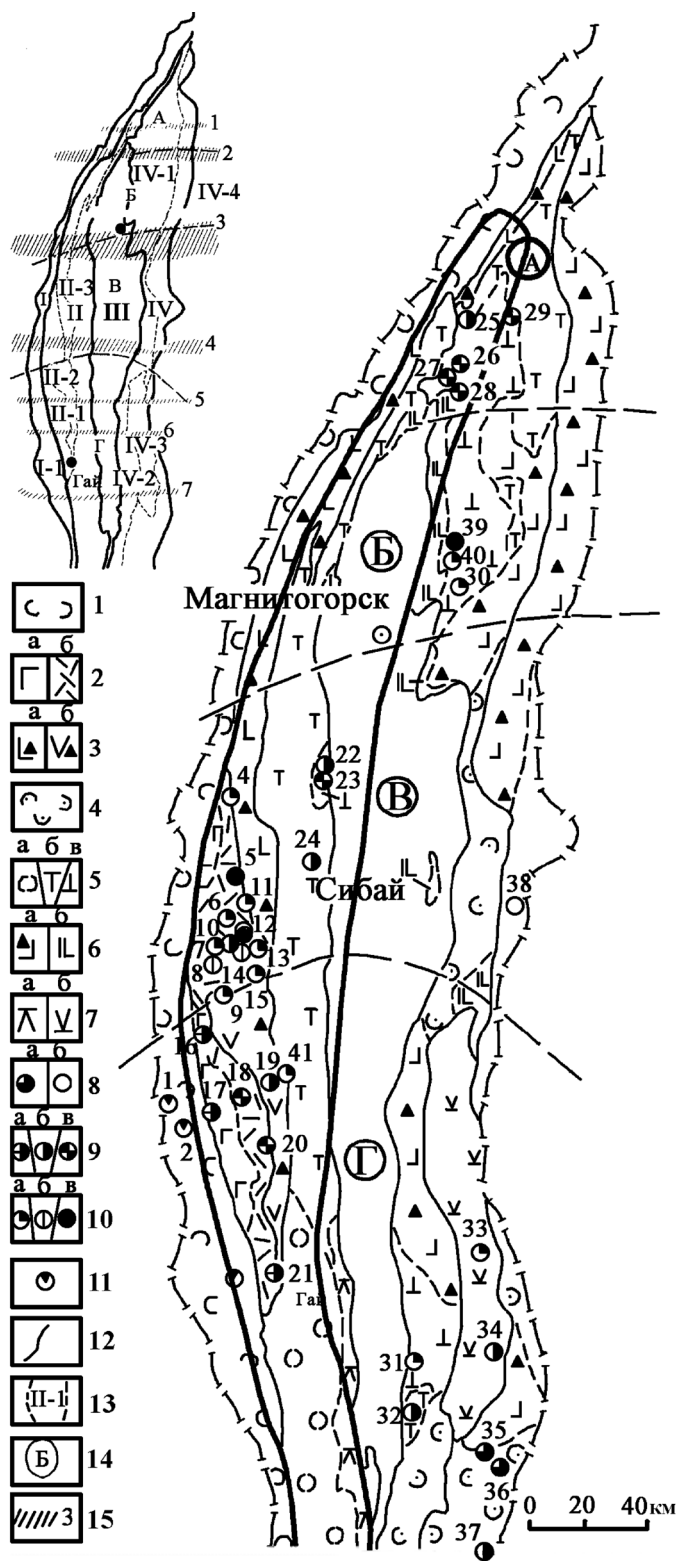 А
1
2
IV-1
IV-4
Б
3
I
II-3
II
В
III
IV
4
II-2
5
II-1
6
Г
IV-3
I-1
Гай
IV-2
7
1
а б
2
а б
3
4
а б в
5
а б
6
а б
7
а б
8
а б в
9
а б в
10
11
12
II-1
13
Б
14
3
15
А
25
29
26
27
28
39
Б
40
30
Магнитогорск
22
23
4
В
24
5
Сибай
11
38
6
10
12
7
13
8
14
15
9
16
41
19
1
17
18
2
20
Г
33
21
Гай
34
31
32
35
36
0 40 км
37